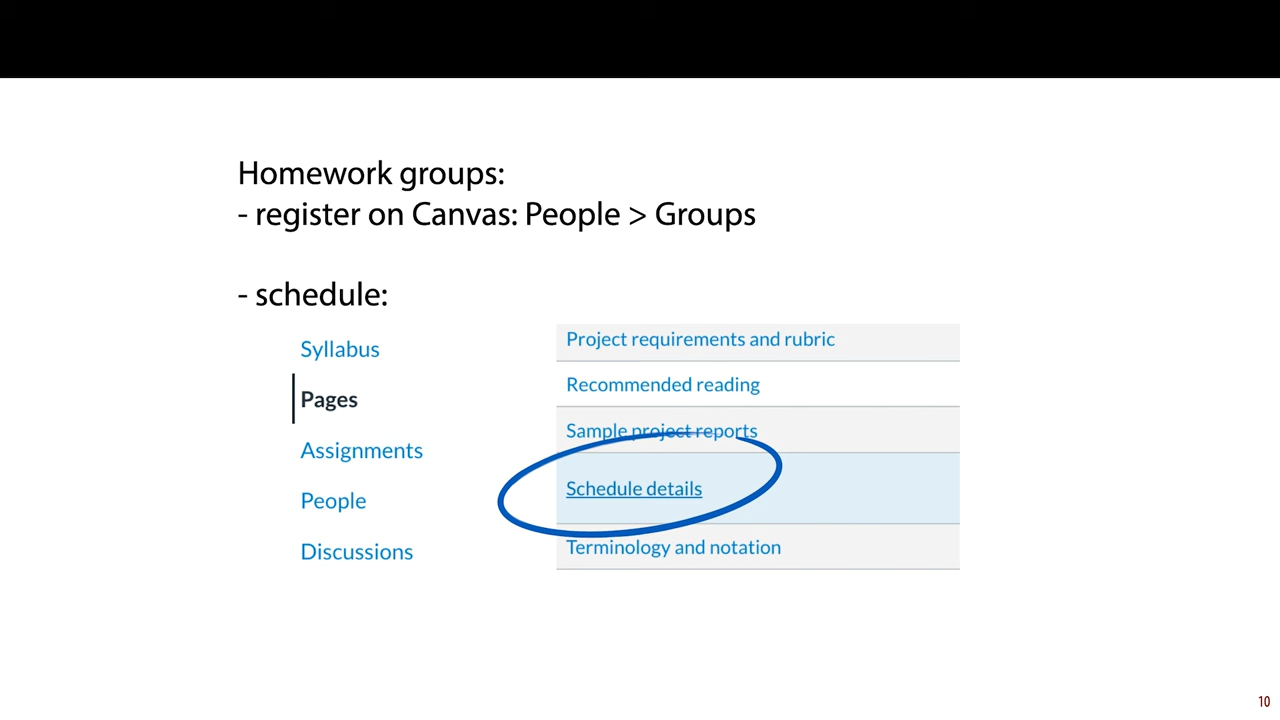 Homework groups:
- register on Canvas: People > Groups
- schedule:
Syllabus
Pages
Assignments
People
Discussions
Project requirements and rubric
Recommended reading
Sample project reports
Schedule details
Terminology and notation
10